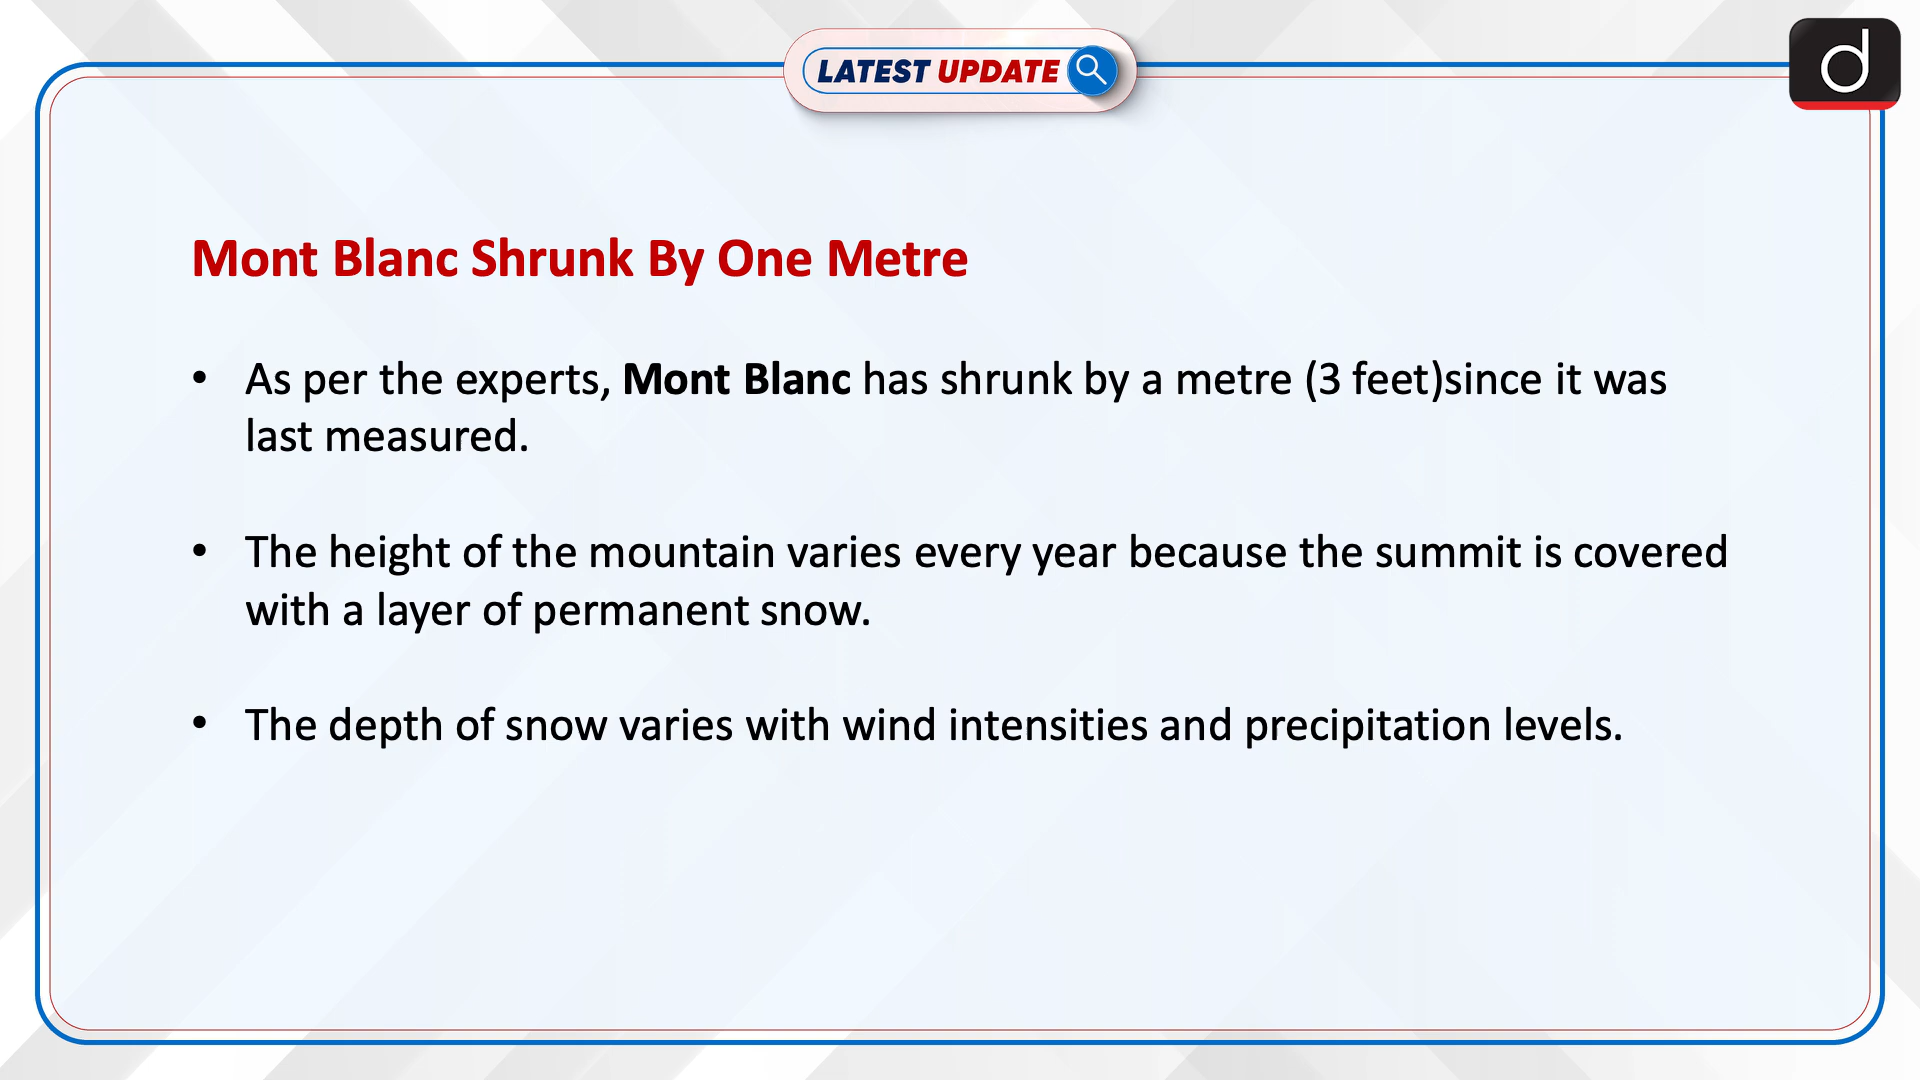 LATEST UPDATE
d
Mont Blanc Shrunk By One Metre
• As per the experts, Mont Blanc has shrunk by a metre (3 feet)since it was
last measured.
• The height of the mountain varies every year because the summit is covered
with a layer of permanent snow.
• The depth of snow varies with wind intensities and precipitation levels.